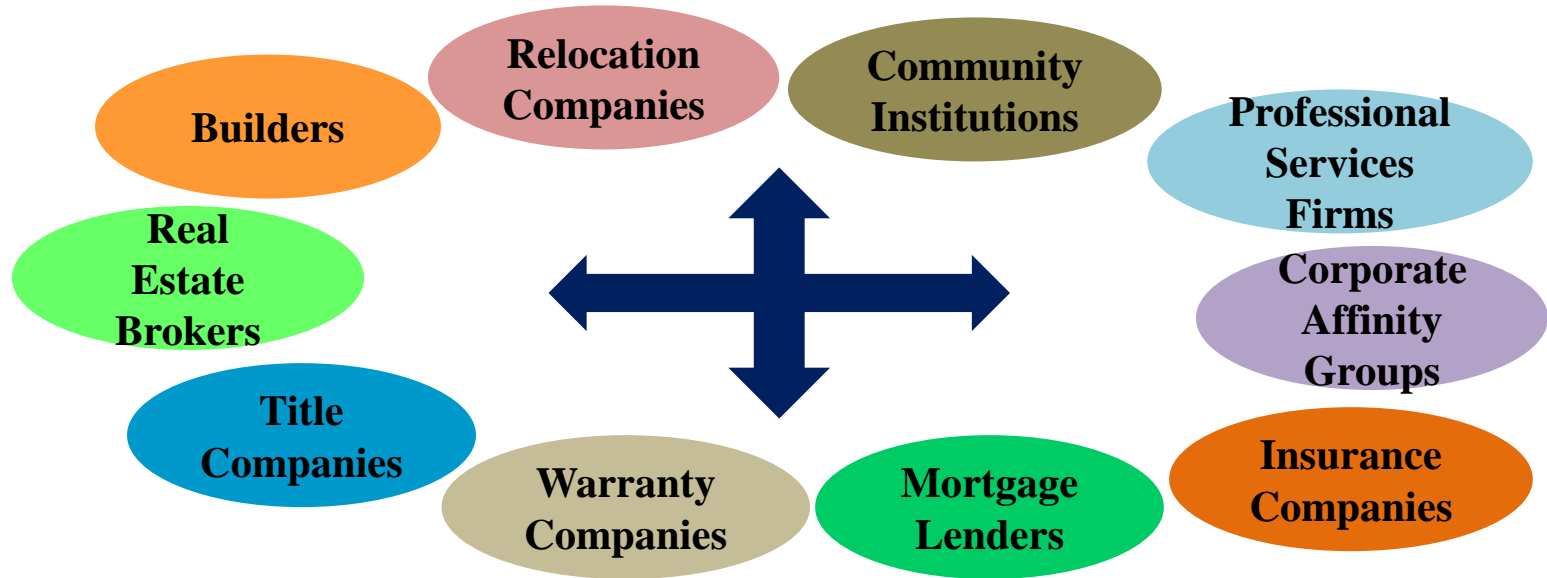 Relocation
Companies
Community
Institutions
Builders
Professional
Services
Firms
Real
Estate
Brokers
Corporate
Affinity
Groups
Title
Companies
Warranty
Companies
Mortgage
Lenders
Insurance
Companies